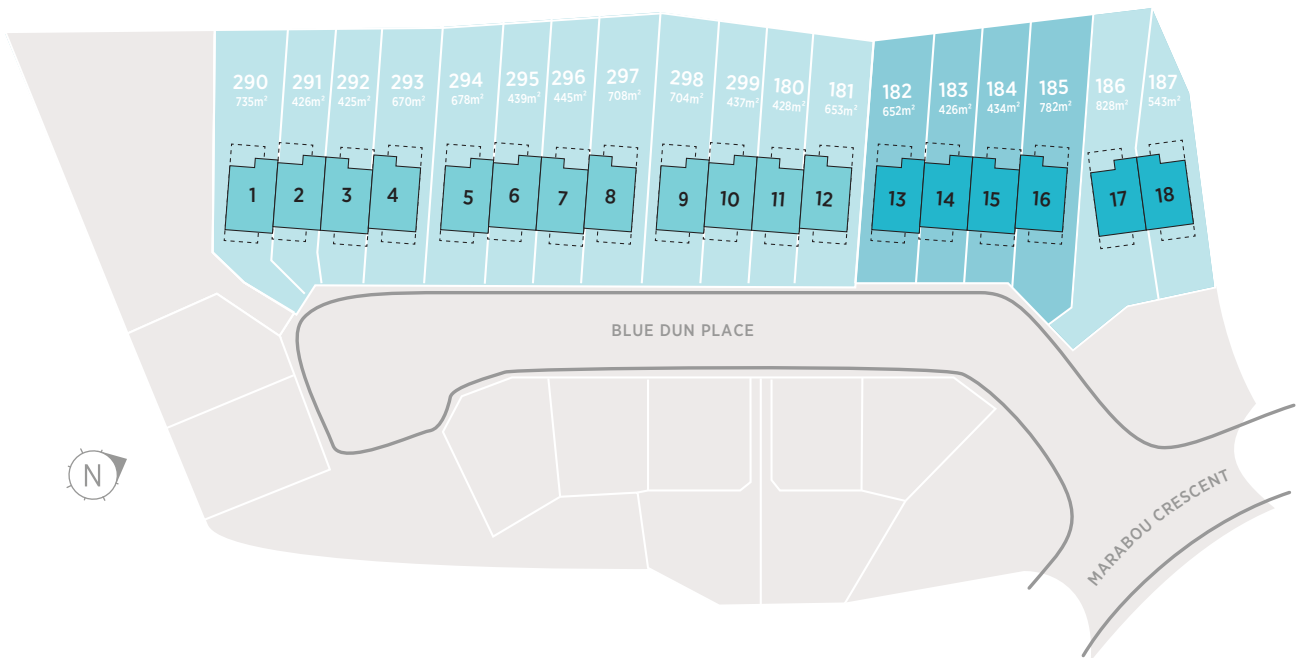 290
735m²
291
426m²
292
425m²
293
670m²
294
678m²
295
439m²
296
445m²
297
708m²
298
704m²
299
437m²
180
428m²
181
653m²
182
652m²
183
426m²
184
434m²
185
782m²
186
828m²
187
543m²
1
2
3
4
5
6
7
8
9
10
11
12
13
14
15
16
17
18
BLUE DUN PLACE
N
MARABOU CRESCENT